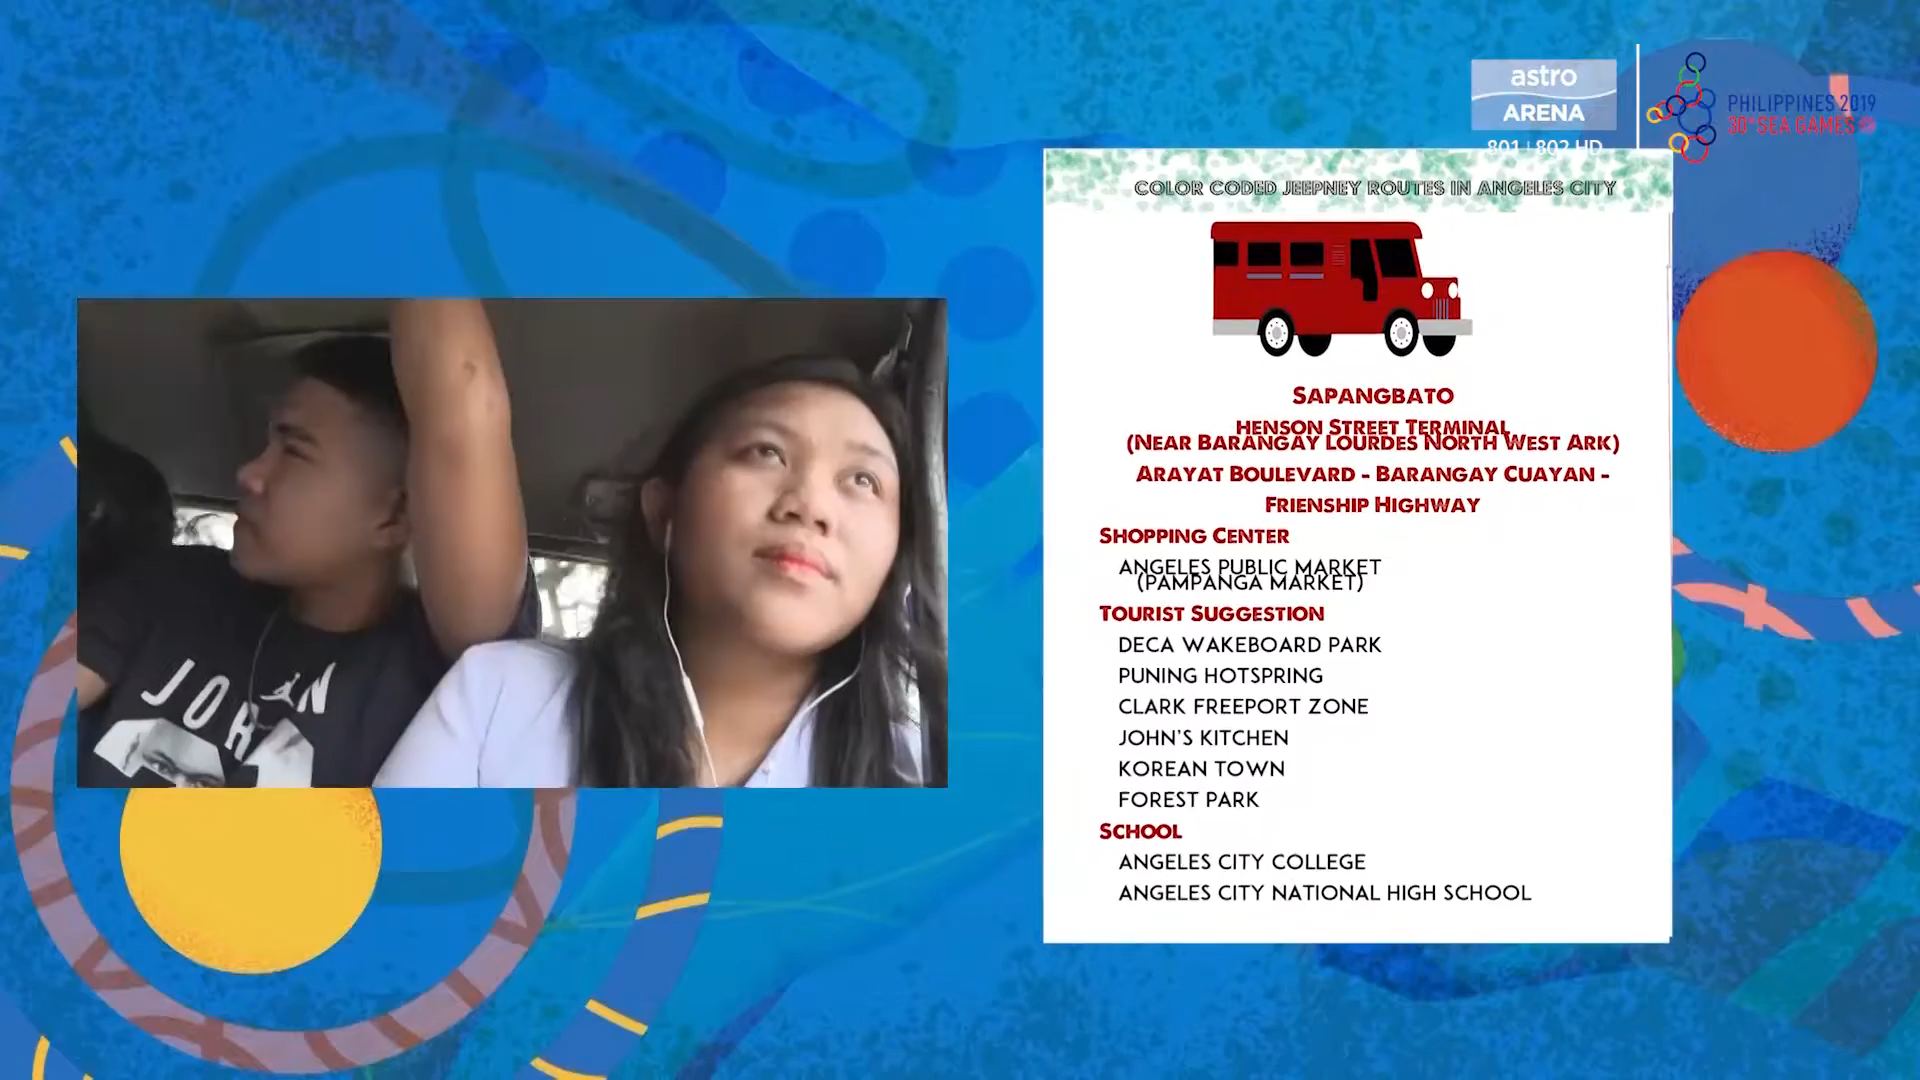 astro
ARENA
801 | 802 HD
PHILIPPINES 2019
30TH SEA GAMES
COLOR CODED JEEPNEY ROUTES IN ANGELES CITY
SAPANGBATO
HENSON STREET TERMINAL
(NEAR BARANGAY LOURDES NORTH WEST ARK)
ARAYAT BOULEVARD - BARANGAY CUAYAN -
FRIENSHIP HIGHWAY
SHOPPING CENTER
ANGELES PUBLIC MARKET
(PAMPANGA MARKET)
TOURIST SUGGESTION
DECA WAKEBOARD PARK
PUNING HOTSPRING
CLARK FREEPORT ZONE
JOHN'S KITCHEN
KOREAN TOWN
FOREST PARK
SCHOOL
ANGELES CITY COLLEGE
ANGELES CITY NATIONAL HIGH SCHOOL